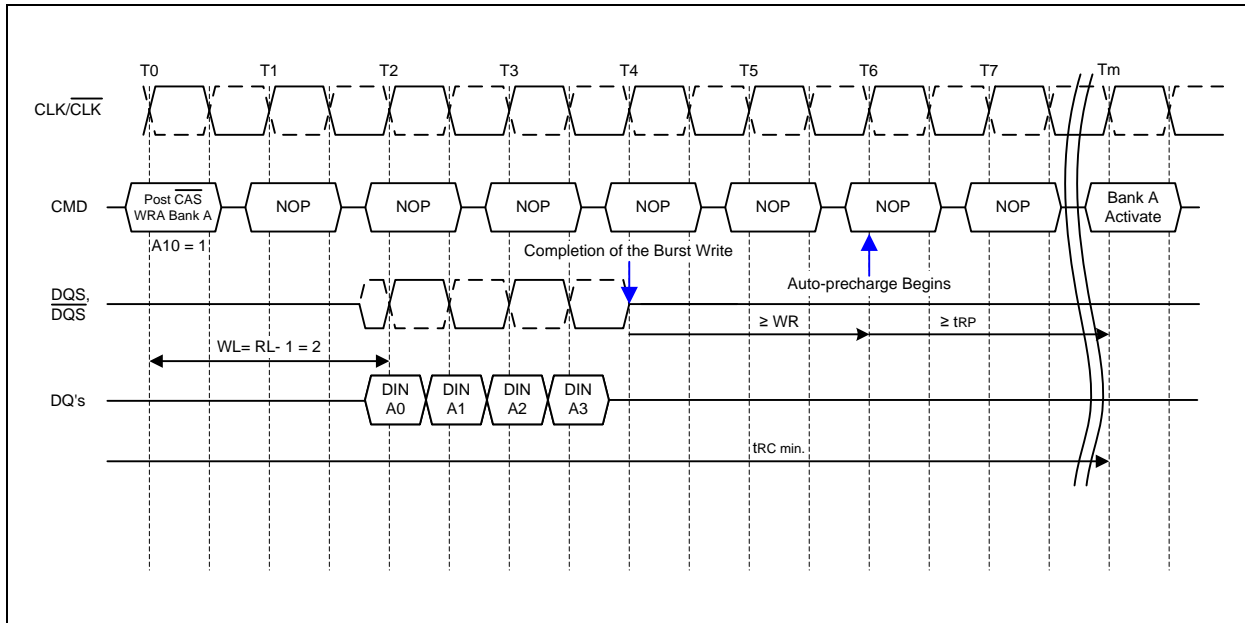 T0 T1 T2 T3 T4 T5 T6 T7 Tm
CLK/CLK
CMD
Post CAS
WRA Bank A
NOP NOP NOP NOP NOP NOP NOP
Bank A
Activate
A10 = 1
Completion of the Burst Write
Auto-precharge Begins
DQS,
DQS
≥ WR
≥ tRP
WL= RL- 1 = 2
DQ's
DIN
A0
DIN
A1
DIN
A2
DIN
A3
tRC min.